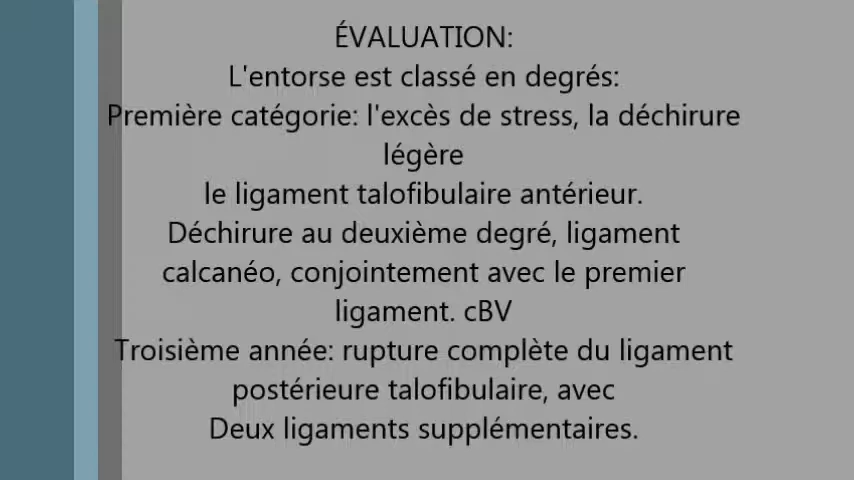 ÉVALUATION:
L'entorse est classé en degrés:
Première catégorie: l'excès de stress, la déchirure
légère
le ligament talofibulaire antérieur.
Déchirure au deuxième degré, ligament
calcanéo, conjointement avec le premier
ligament. cBV
Troisième année: rupture complète du ligament
postérieure talofibulaire, avec
Deux ligaments supplémentaires.